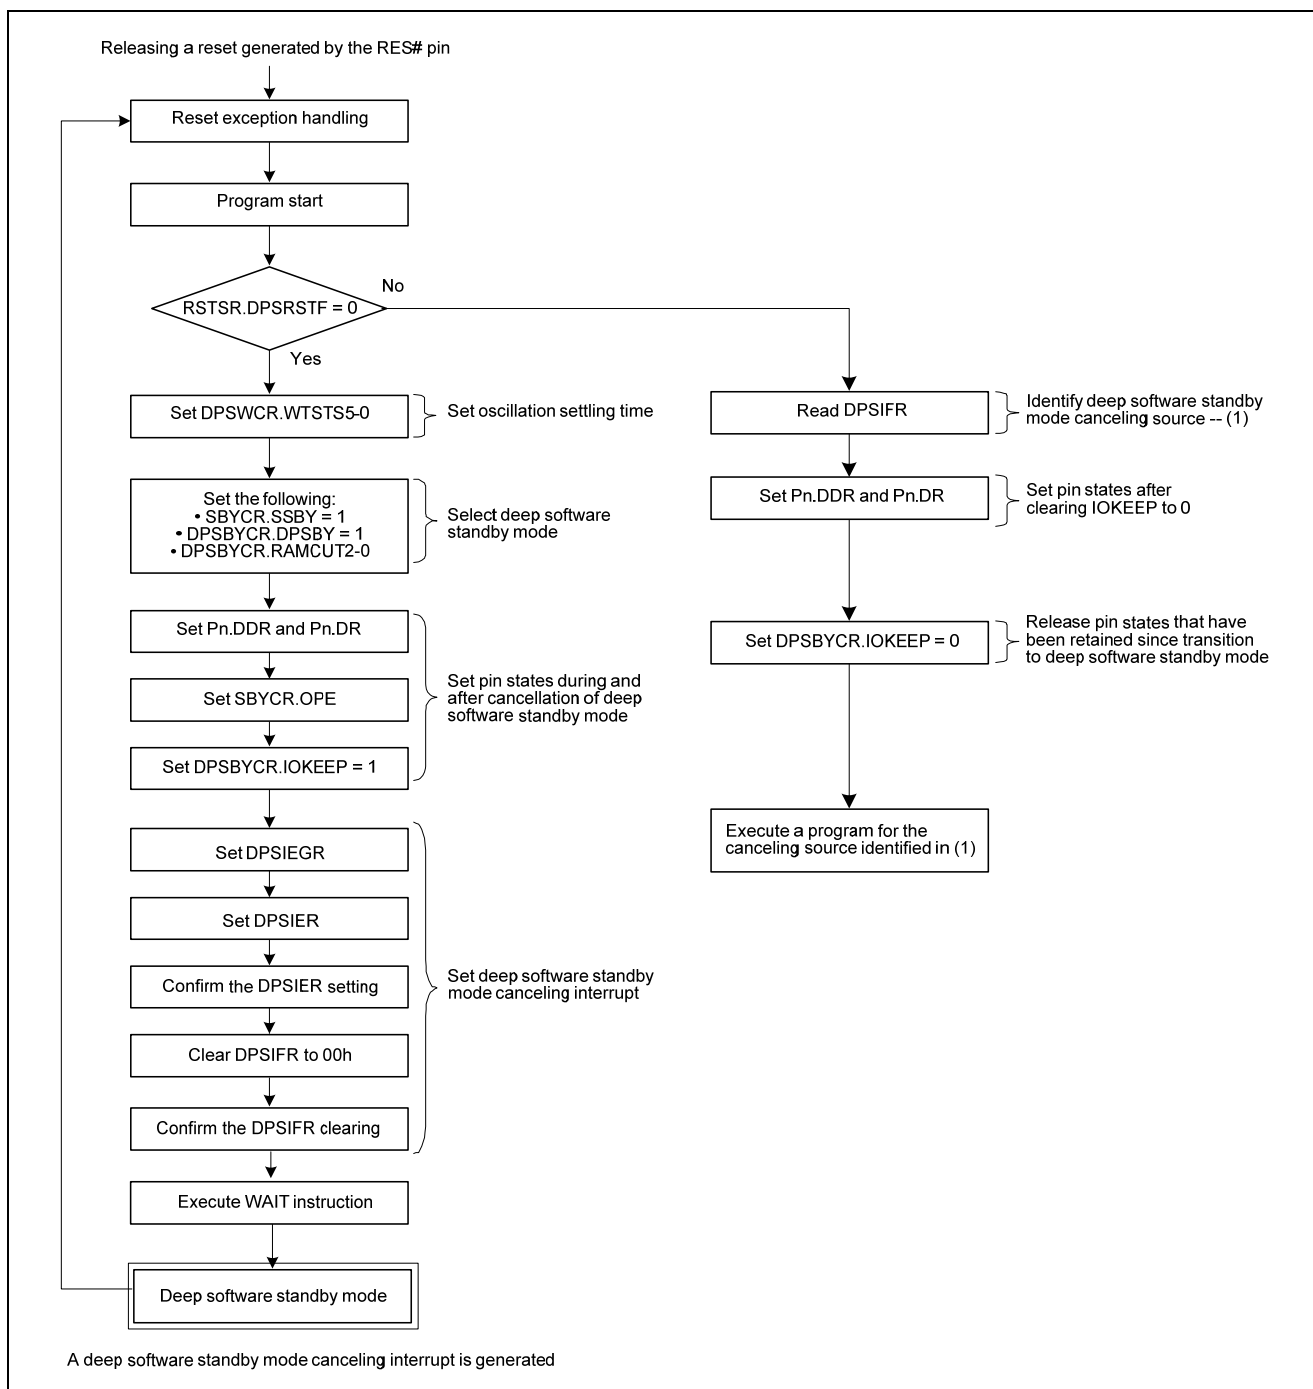 Releasing a reset generated by the RES# pin
Reset exception handling
Program start
RSTSR.DPSRSTF = 0
No
Yes
Set DPSWCR.WTSTS5-0
Set oscillation settling time
Set the following:
• SBYCR.SSBY = 1
• DPSBYCR.DPSBY = 1
• DPSBYCR.RAMCUT2-0
Select deep software
standby mode
Set Pn.DDR and Pn.DR
Set SBYCR.OPE
Set DPSBYCR.IOKEEP = 1
Set pin states during and
after cancellation of deep
software standby mode
Set DPSIEGR
Set DPSIER
Confirm the DPSIER setting
Clear DPSIFR to 00h
Confirm the DPSIFR clearing
Set deep software standby
mode canceling interrupt
Execute WAIT instruction
Deep software standby mode
A deep software standby mode canceling interrupt is generated
Read DPSIFR
Identify deep software standby
mode canceling source -- (1)
Set Pn.DDR and Pn.DR
Set pin states after
clearing IOKEEP to 0
Set DPSBYCR.IOKEEP = 0
Release pin states that have
been retained since transition
to deep software standby mode
Execute a program for the
canceling source identified in (1)